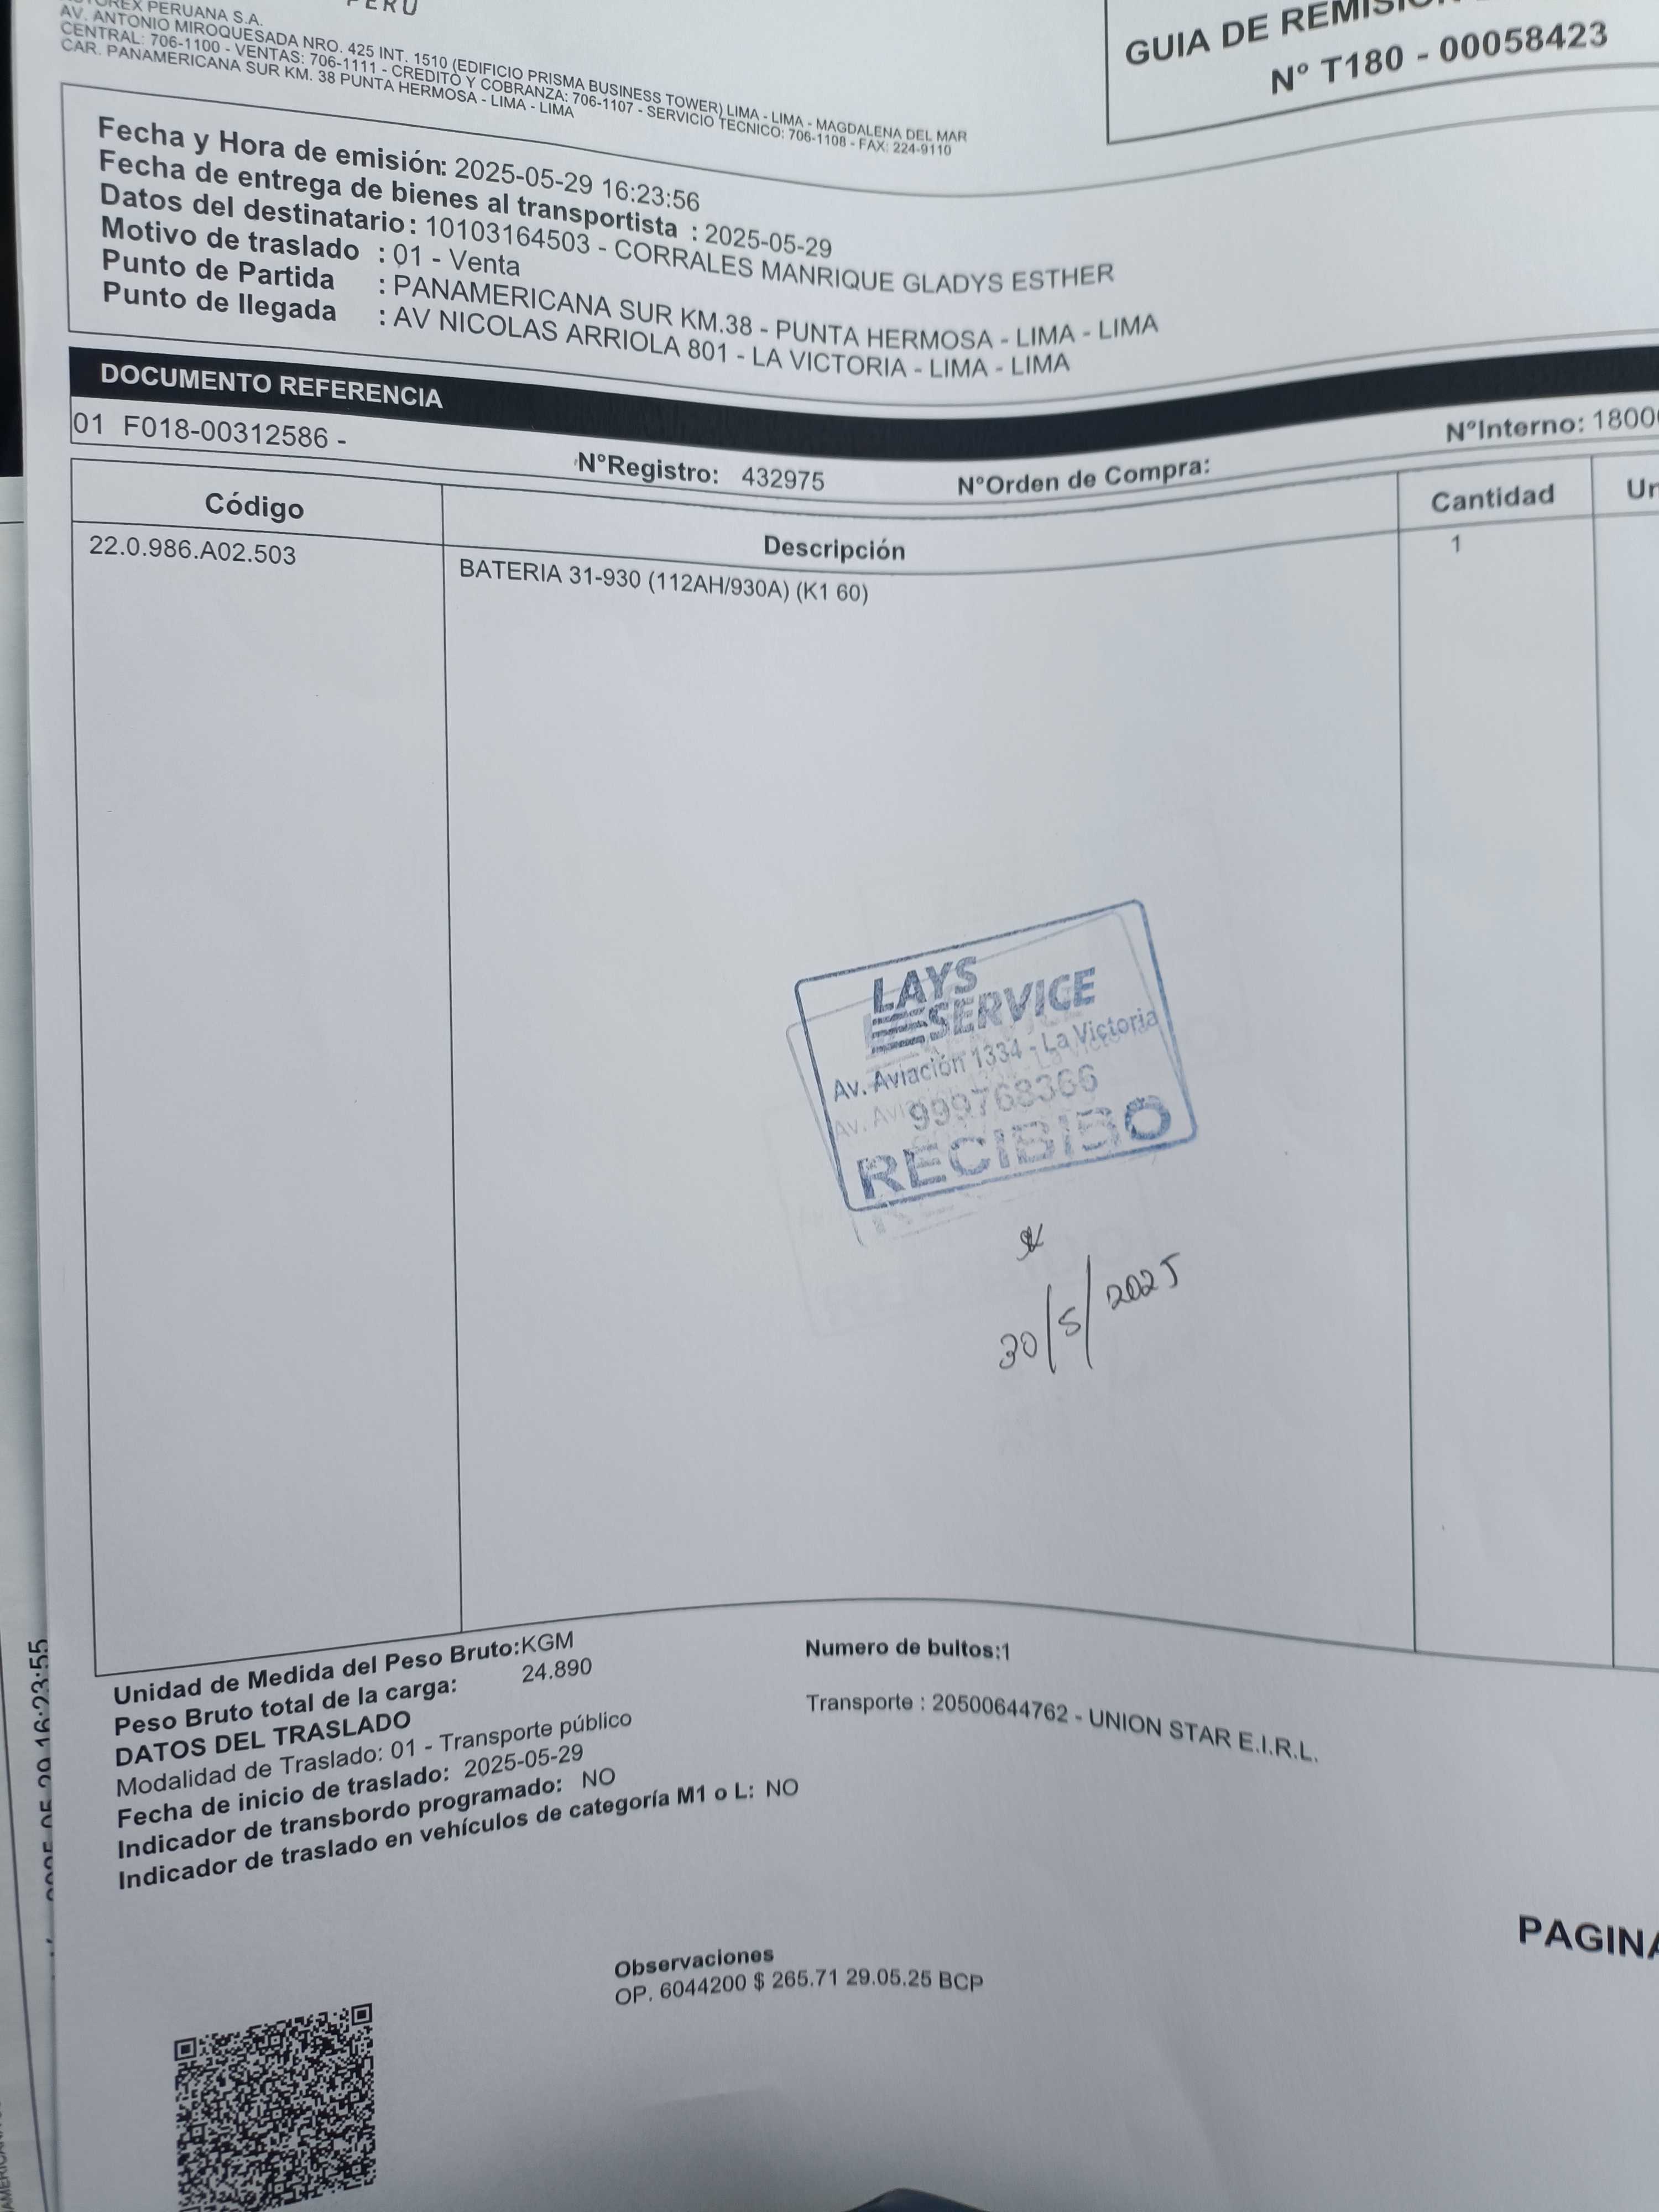 PERU
PERUANA S.A.
AV. ANTONIO MIROQUESADA NRO. 425 INT. 1510 (EDIFICIO PRISMA BUSINESS TOWER) LIMA - LIMA - MAGDALENA DEL MAR
CENTRAL: 706-1100 - VENTAS: 706-1111 - CREDITO Y COBRANZA: 706-1107 - SERVICIO TECNICO: 706-1108 - FAX: 224-9110
CAR. PANAMERICANA SUR KM. 38 PUNTA HERMOSA - LIMA - LIMA
GUIA DE REMISION
Nº T180 - 00058423
Fecha y Hora de emisión: 2025-05-29 16:23:56
Fecha de entrega de bienes al transportista : 2025-05-29
Datos del destinatario : 10103164503 - CORRALES MANRIQUE GLADYS ESTHER
Motivo de traslado : 01 - Venta
Punto de Partida : PANAMERICANA SUR KM.38 - PUNTA HERMOSA - LIMA - LIMA
Punto de llegada : AV NICOLAS ARRIOLA 801 - LA VICTORIA - LIMA - LIMA
DOCUMENTO REFERENCIA
01 F018-00312586 -
N°Registro: 432975 N°Orden de Compra: N°Interno: 1800
Código Descripción Cantidad Un
22.0.986.A02.503 BATERIA 31-930 (112AH/930A) (K1 60) 1
LAYS
SERVICE
Av. Aviación 1334 - La Victoria
999768366
RECIBIDO
30/5/2025
Unidad de Medida del Peso Bruto:KGM Numero de bultos:1
Peso Bruto total de la carga: 24.890
DATOS DEL TRASLADO Transporte : 20500644762 - UNION STAR E.I.R.L.
Modalidad de Traslado: 01 - Transporte público
Fecha de inicio de traslado: 2025-05-29
Indicador de transbordo programado: NO
Indicador de traslado en vehículos de categoría M1 o L: NO
PAGINA
Observaciones
OP. 6044200 $ 265.71 29.05.25 BCP
16:23:55